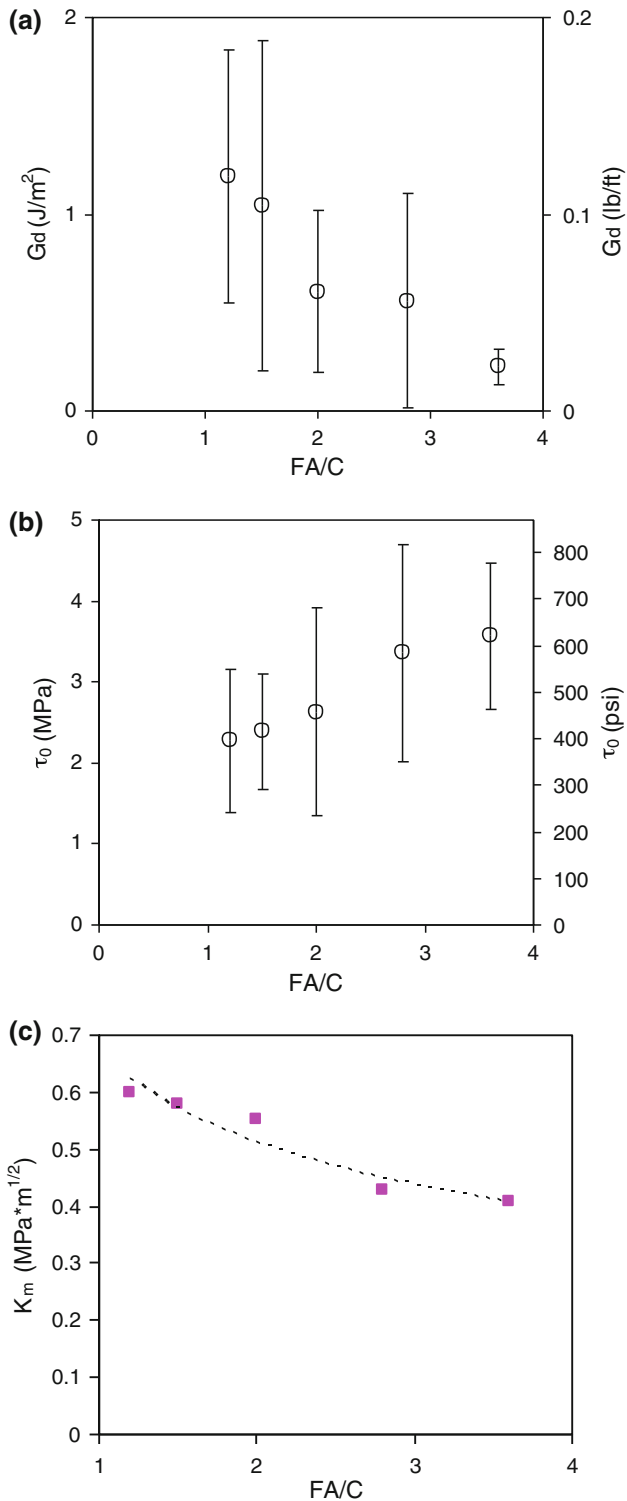 (a)
2
0.2
1
0.1
0
0
0 1 2 3 4
Gd (J/m²)
Gd (lb/ft)
FA/C
(b)
5
4
3
2
1
0
800
700
600
500
400
300
200
100
0
0 1 2 3 4
τ₀ (MPa)
τ₀ (psi)
FA/C
(c)
0.7
0.6
0.5
0.4
0.3
0.2
0.1
0
1 2 3 4
Kₘ (MPa*m^1/2)
FA/C